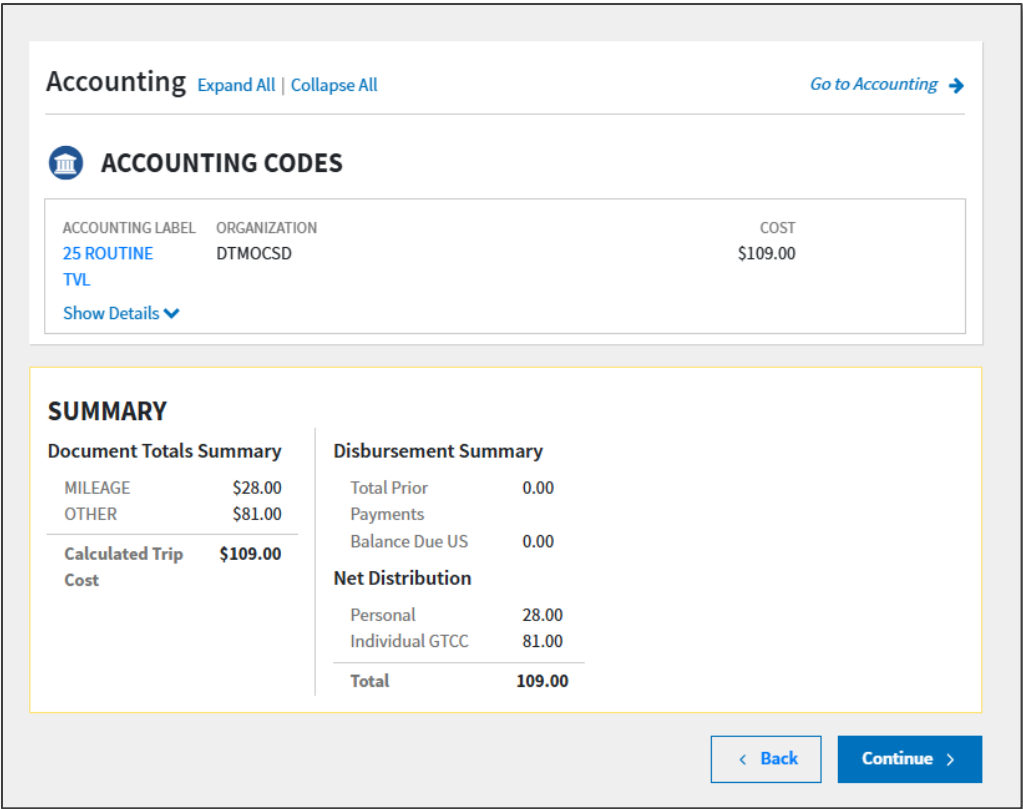 Accounting Expand All | Collapse All Go to Accounting
ACCOUNTING CODES
ACCOUNTING LABEL ORGANIZATION COST
25 ROUTINE DTMOCSD $109.00
TVL
Show Details
SUMMARY
Document Totals Summary
MILEAGE $28.00
OTHER $81.00
Calculated Trip $109.00
Cost
Disbursement Summary
Total Prior 0.00
Payments
Balance Due US 0.00
Net Distribution
Personal 28.00
Individual GTCC 81.00
Total 109.00
< Back Continue >